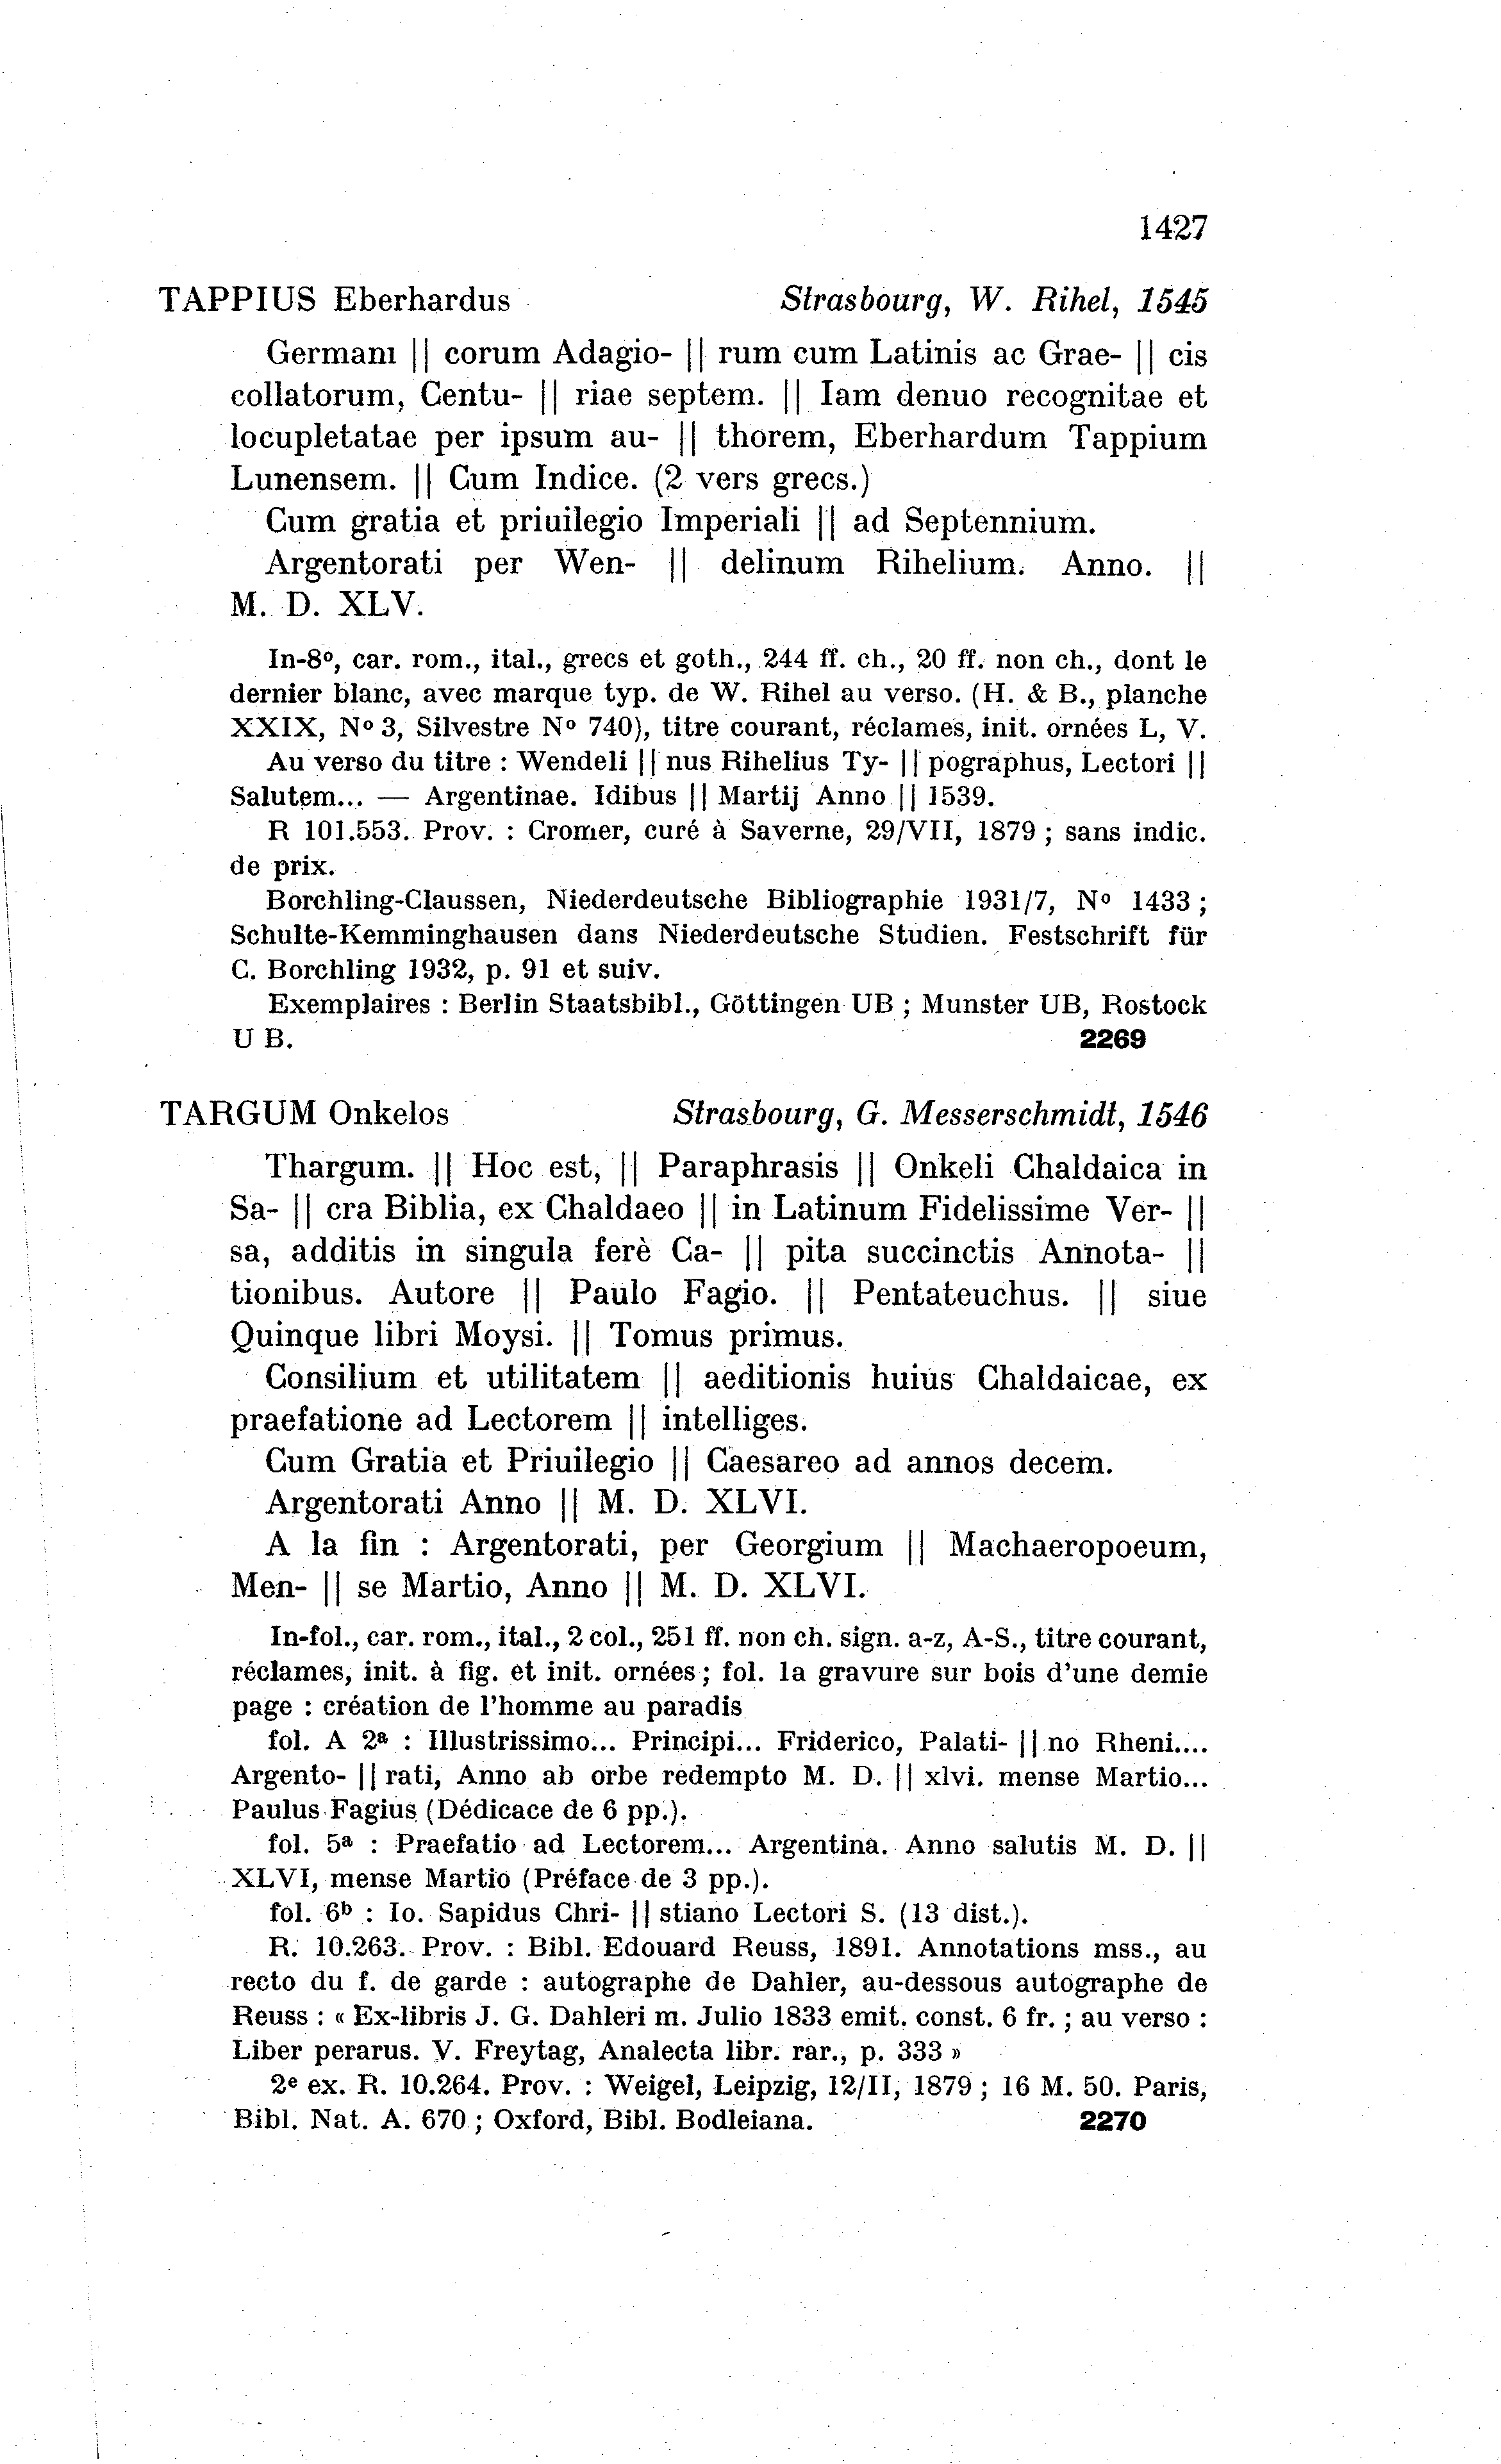 1427
TAPPIUS Eberhardus Strasbourg, W. Rihel, 1545
Germani || corum Adagio- || rum cum Latinis ac Grae- || cis
collatorum, Centu- || riae septem. || Iam denuo recognitae et
locupletatae per ipsum au- || thorem, Eberhardum Tappium
Lunensem. || Cum Indice. (2 vers grecs.)
Cum gratia et priuilegio Imperiali || ad Septennium.
Argentorati per Wen- || delinum Rihelium. Anno. ||
M. D. XLV.
In-8º, car. rom., ital., grecs et goth., 244 ff. ch., 20 ff. non ch., dont le
dernier blanc, avec marque typ. de W. Rihel au verso. (H. & B., planche
XXIX, Nº 3, Silvestre Nº 740), titre courant, réclames, init. ornées L, V.
Au verso du titre : Wendeli || nus Rihelius Ty- || pographus, Lectori ||
Salutem... — Argentinae. Idibus || Martij Anno || 1539.
R 101.553. Prov. : Cromer, curé à Saverne, 29/VII, 1879 ; sans indic.
de prix.
Borchling-Claussen, Niederdeutsche Bibliographie 1931/7, Nº 1433 ;
Schulte-Kemminghausen dans Niederdeutsche Studien. Festschrift für
C. Borchling 1932, p. 91 et suiv.
Exemplaires : Berlin Staatsbibl., Göttingen UB ; Munster UB, Rostock
U B. 2269
TARGUM Onkelos Strasbourg, G. Messerschmidt, 1546
Thargum. || Hoc est, || Paraphrasis || Onkeli Chaldaica in
Sa- || cra Biblia, ex Chaldaeo || in Latinum Fidelissime Ver- ||
sa, additis in singula ferè Ca- || pita succinctis Annota- ||
tionibus. Autore || Paulo Fagio. || Pentateuchus. || siue
Quinque libri Moysi. || Tomus primus.
Consilium et utilitatem || aeditionis huius Chaldaicae, ex
praefatione ad Lectorem || intelliges.
Cum Gratia et Priuilegio || Caesareo ad annos decem.
Argentorati Anno || M. D. XLVI.
A la fin : Argentorati, per Georgium || Machaeropoeum,
Men- || se Martio, Anno || M. D. XLVI.
In-fol., car. rom., ital., 2 col., 251 ff. non ch. sign. a-z, A-S., titre courant,
réclames, init. à fig. et init. ornées ; fol. 1a gravure sur bois d'une demie
page : création de l'homme au paradis
fol. A 2ª : Illustrissimo... Principi... Friderico, Palati- || no Rheni....
Argento- || rati, Anno ab orbe redempto M. D. || xlvi. mense Martio...
Paulus Fagius (Dédicace de 6 pp.).
fol. 5ª : Praefatio ad Lectorem... Argentina. Anno salutis M. D. ||
XLVI, mense Martio (Préface de 3 pp.).
fol. 6ᵇ : Io. Sapidus Chri- || stiano Lectori S. (13 dist.).
R. 10.263. Prov. : Bibl. Edouard Reuss, 1891. Annotations mss., au
recto du f. de garde : autographe de Dahler, au-dessous autographe de
Reuss : « Ex-libris J. G. Dahleri m. Julio 1833 emit. const. 6 fr. ; au verso :
Liber perarus. V. Freytag, Analecta libr. rar., p. 333 »
2ᵉ ex. R. 10.264. Prov. : Weigel, Leipzig, 12/II, 1879 ; 16 M. 50. Paris,
Bibl. Nat. A. 670 ; Oxford, Bibl. Bodleiana. 2270